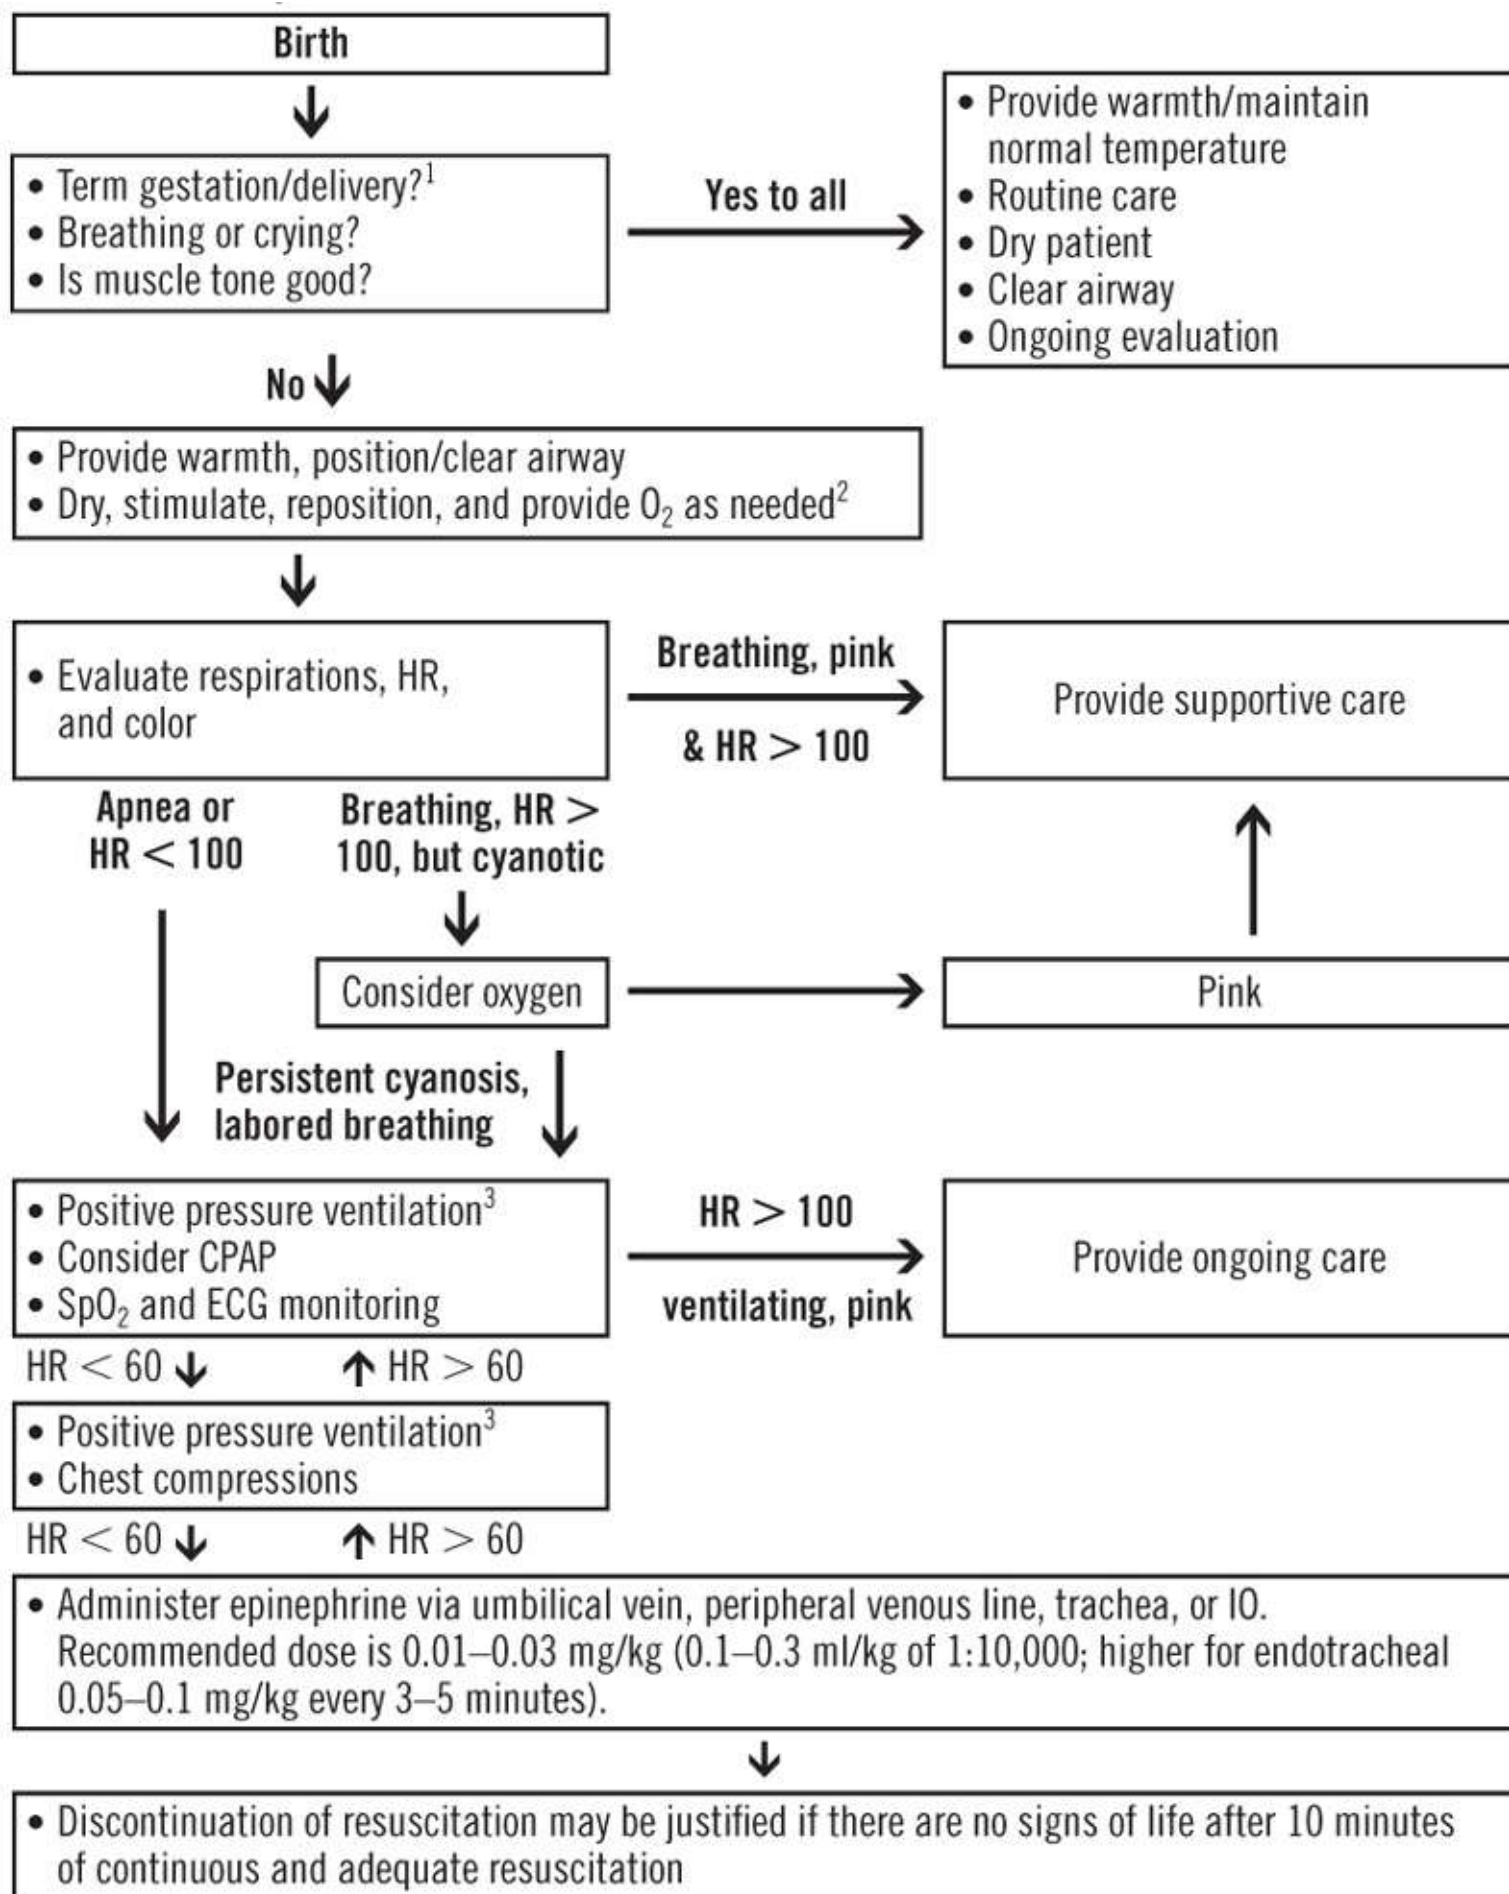 Birth
• Term gestation/delivery?¹
• Breathing or crying?
• Is muscle tone good?
Yes to all
• Provide warmth/maintain
normal temperature
• Routine care
• Dry patient
• Clear airway
• Ongoing evaluation
No
• Provide warmth, position/clear airway
• Dry, stimulate, reposition, and provide O₂ as needed²
• Evaluate respirations, HR,
and color
Breathing, pink
& HR > 100
Provide supportive care
Apnea or
HR < 100
Breathing, HR >
100, but cyanotic
Consider oxygen
Pink
Persistent cyanosis,
labored breathing
• Positive pressure ventilation³
• Consider CPAP
• SpO₂ and ECG monitoring
HR > 100
ventilating, pink
Provide ongoing care
HR < 60
HR > 60
• Positive pressure ventilation³
• Chest compressions
HR < 60
HR > 60
• Administer epinephrine via umbilical vein, peripheral venous line, trachea, or IO.
Recommended dose is 0.01–0.03 mg/kg (0.1–0.3 ml/kg of 1:10,000; higher for endotracheal
0.05–0.1 mg/kg every 3–5 minutes).
• Discontinuation of resuscitation may be justified if there are no signs of life after 10 minutes
of continuous and adequate resuscitation